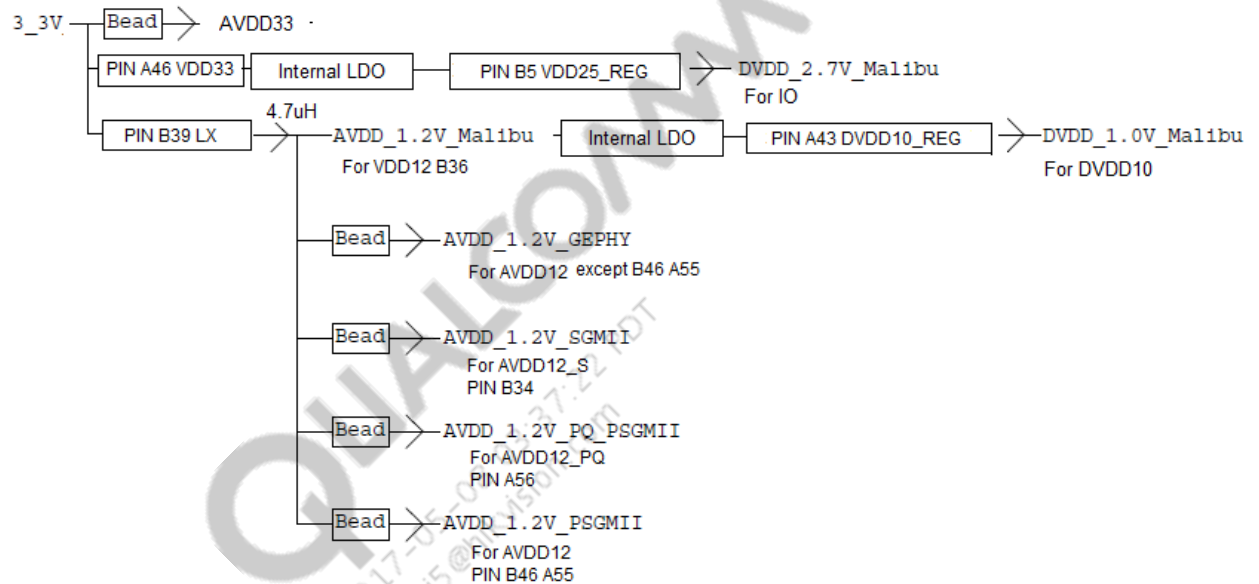 3_3V
Bead
AVDD33
PIN A46 VDD33
Internal LDO
PIN B5 VDD25_REG
DVDD_2.7V_Malibu
For IO
4.7uH
PIN B39 LX
AVDD_1.2V_Malibu
For VDD12 B36
Internal LDO
PIN A43 DVDD10_REG
DVDD_1.0V_Malibu
For DVDD10
Bead
AVDD_1.2V_GEPHY
For AVDD12 except B46 A55
Bead
AVDD_1.2V_SGMII
For AVDD12_S
PIN B34
Bead
AVDD_1.2V_PQ_PSGMII
For AVDD12_PQ
PIN A56
Bead
AVDD_1.2V_PSGMII
For AVDD12
PIN B46 A55
QUALCOMM